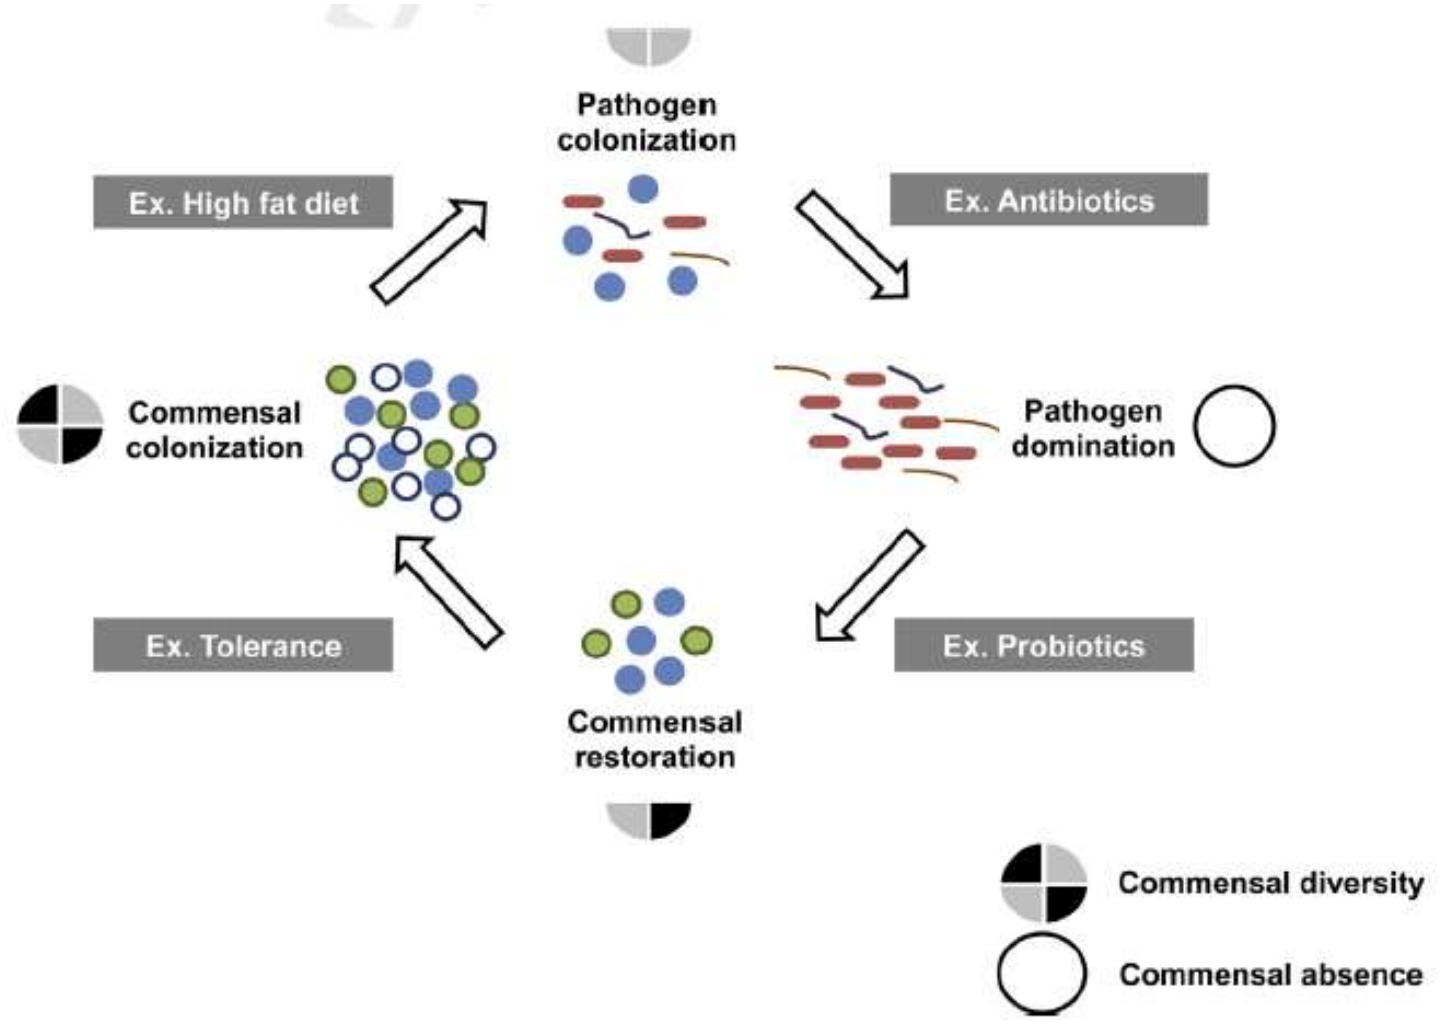 Pathogen
colonization
Ex. High fat diet
Ex. Antibiotics
Commensal
colonization
Pathogen
domination
Ex. Tolerance
Ex. Probiotics
Commensal
restoration
Commensal diversity
Commensal absence